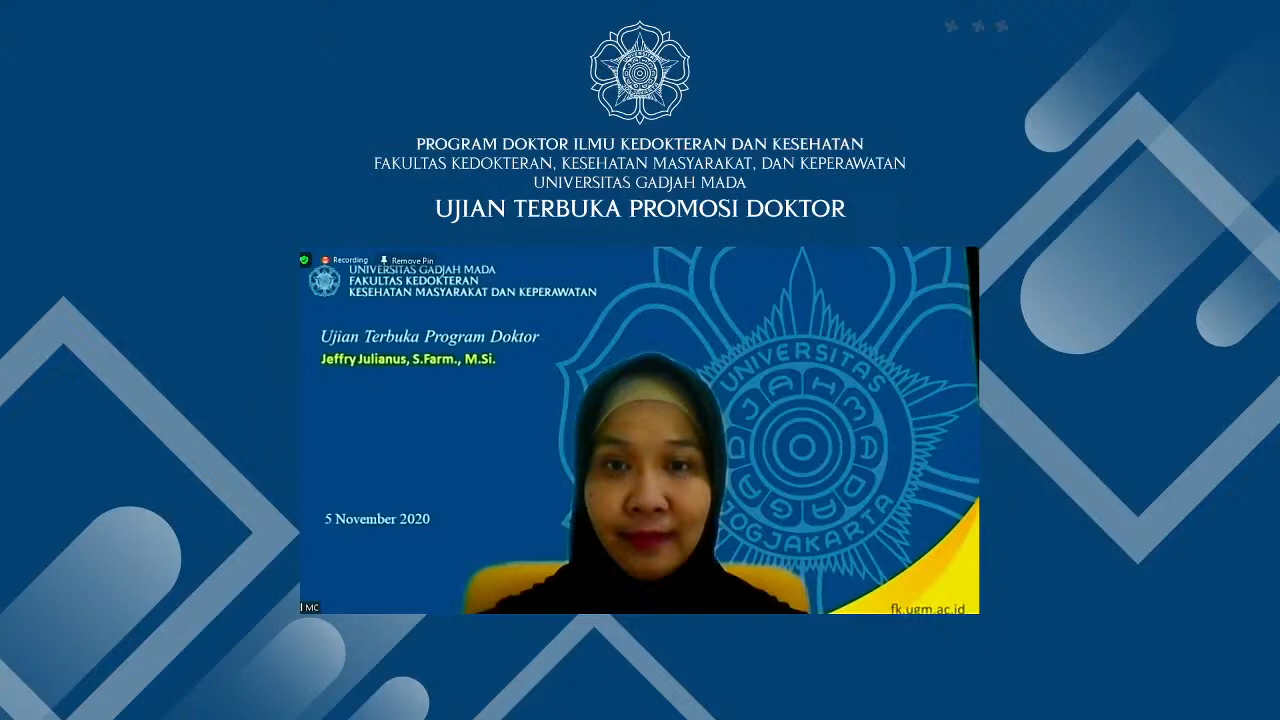 PROGRAM DOKTOR ILMU KEDOKTERAN DAN KESEHATAN
FAKULTAS KEDOKTERAN, KESEHATAN MASYARAKAT, DAN KEPERAWATAN
UNIVERSITAS GADJAH MADA
UJIAN TERBUKA PROMOSI DOKTOR
Recording Remove Pin
UNIVERSITAS GADJAH MADA
FAKULTAS KEDOKTERAN
KESEHATAN MASYARAKAT DAN KEPERAWATAN
Ujian Terbuka Program Doktor
Jeffry Julianus, S.Farm., M.Si.
UNIVERSITAS
GADJAH MADA
JOGJAKARTA
5 November 2020
MC
fk.ugm.ac.id